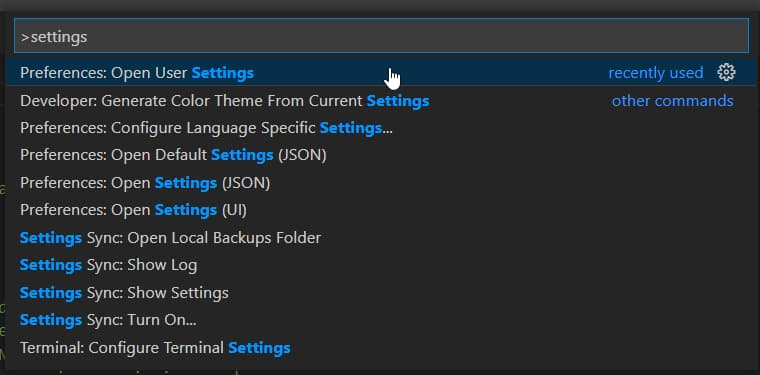 >settings
Preferences: Open User Settings recently used
Developer: Generate Color Theme From Current Settings other commands
Preferences: Configure Language Specific Settings...
Preferences: Open Default Settings (JSON)
Preferences: Open Settings (JSON)
Preferences: Open Settings (UI)
Settings Sync: Open Local Backups Folder
Settings Sync: Show Log
Settings Sync: Show Settings
Settings Sync: Turn On...
Terminal: Configure Terminal Settings